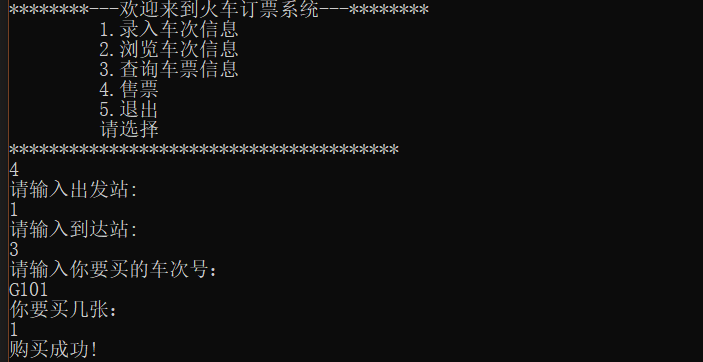 ********---欢迎来到火车订票系统---********
1.录入车次信息
2.浏览车次信息
3.查询车票信息
4.售票
5.退出
请选择
***************************************
4
请输入出发站:
1
请输入到达站:
3
请输入你要买的车次号：
G101
你要买几张：
1
购买成功!